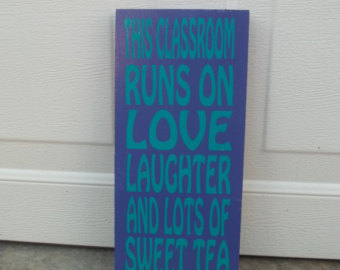 THIS CLASSROOM
RUNS ON
LOVE
LAUGHTER
AND LOTS OF
SWEET TEA